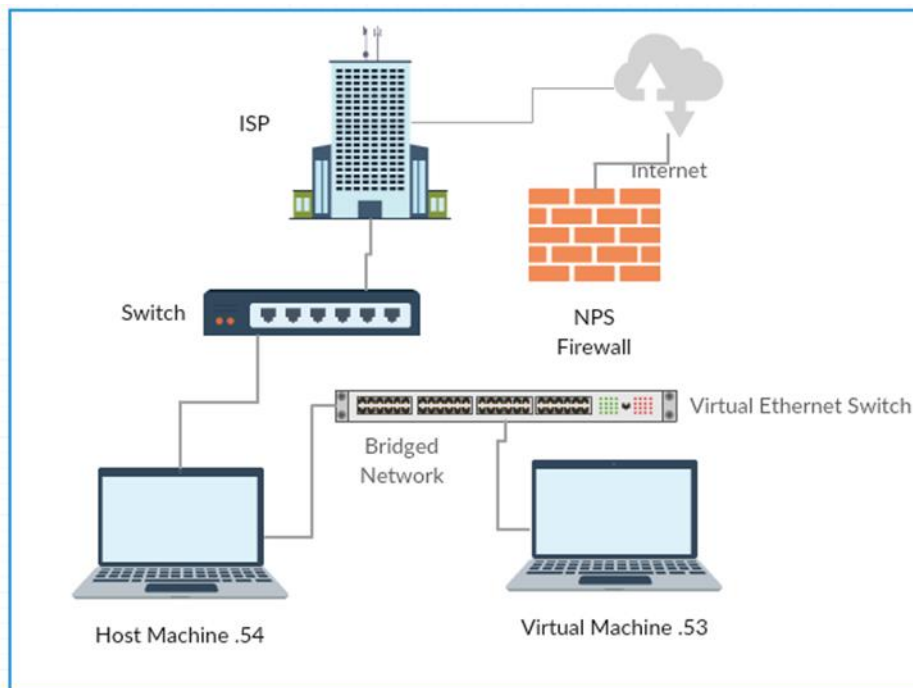 ISP
Internet
Switch
NPS
Firewall
Virtual Ethernet Switch
Bridged
Network
Host Machine .54
Virtual Machine .53